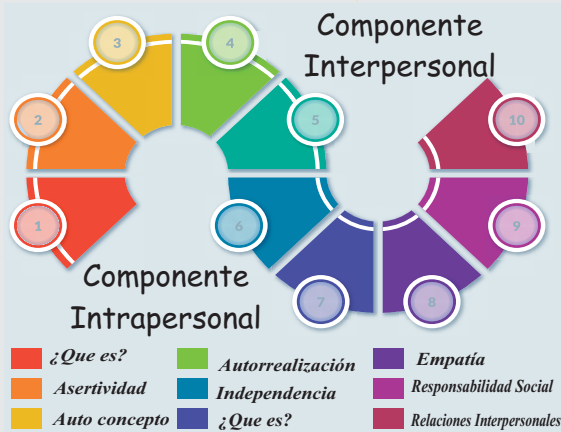 Componente
Interpersonal
3
4
2
5
10
1
6
9
7
8
Componente
Intrapersonal
¿Que es?
Asertividad
Auto concepto
Autorrealización
Independencia
¿Que es?
Empatía
Responsabilidad Social
Relaciones Interpersonales